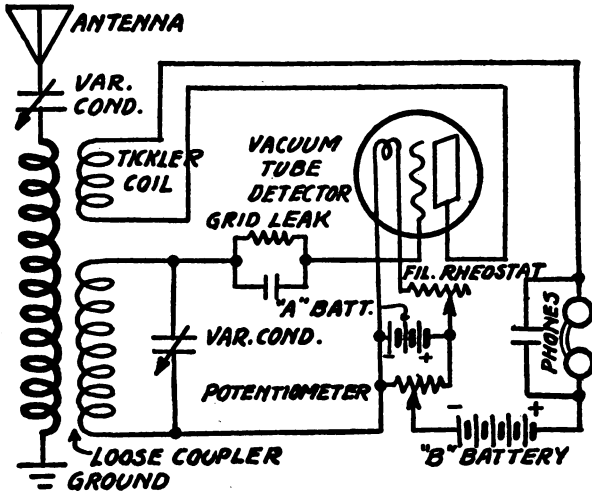 ANTENNA
VAR.
COND.
TICKLER
COIL
VACUUM
TUBE
DETECTOR
GRID LEAK
FIL. RHEOSTAT
"A" BATT.
- +
VAR. COND.
PHONES
POTENTIOMETER
- +
"B" BATTERY
LOOSE COUPLER
GROUND